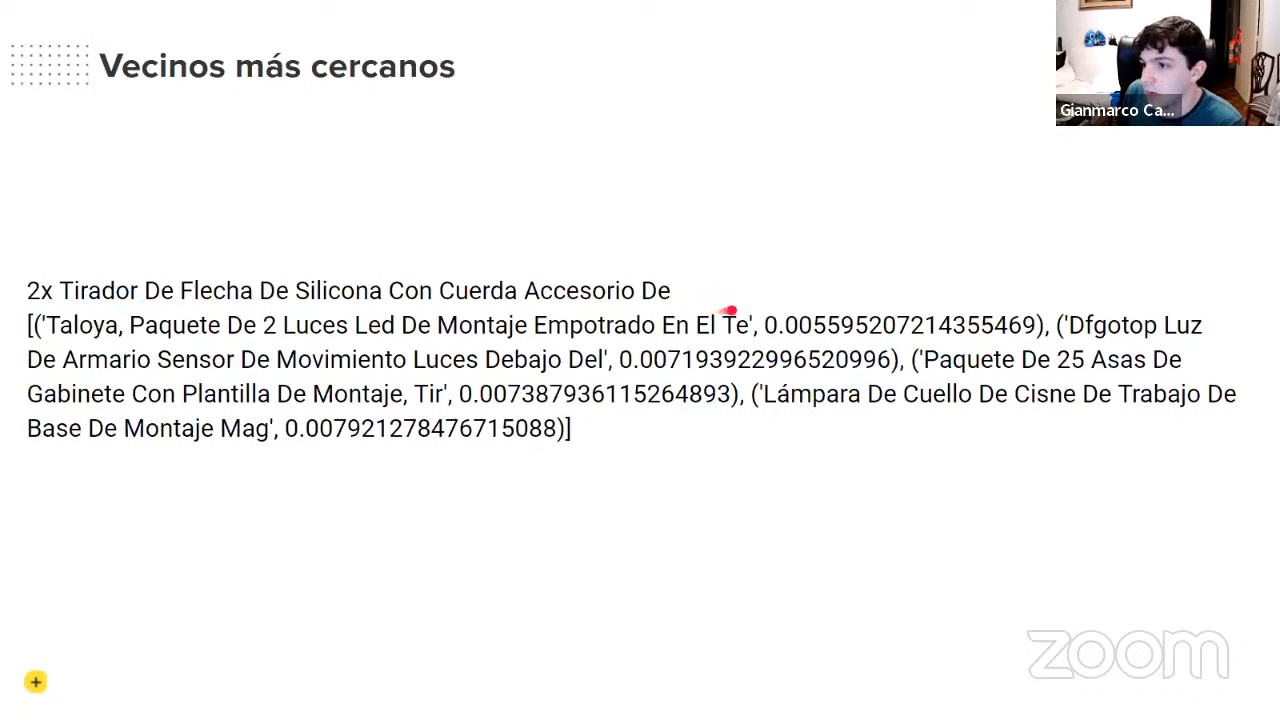 Vecinos más cercanos
Gianmarco Ca...
2x Tirador De Flecha De Silicona Con Cuerda Accesorio De
[('Taloya, Paquete De 2 Luces Led De Montaje Empotrado En El Te', 0.005595207214355469), ('Dfgotop Luz
De Armario Sensor De Movimiento Luces Debajo Del', 0.007193922996520996), ('Paquete De 25 Asas De
Gabinete Con Plantilla De Montaje, Tir', 0.007387936115264893), ('Lámpara De Cuello De Cisne De Trabajo De
Base De Montaje Mag', 0.007921278476715088)]
zoom